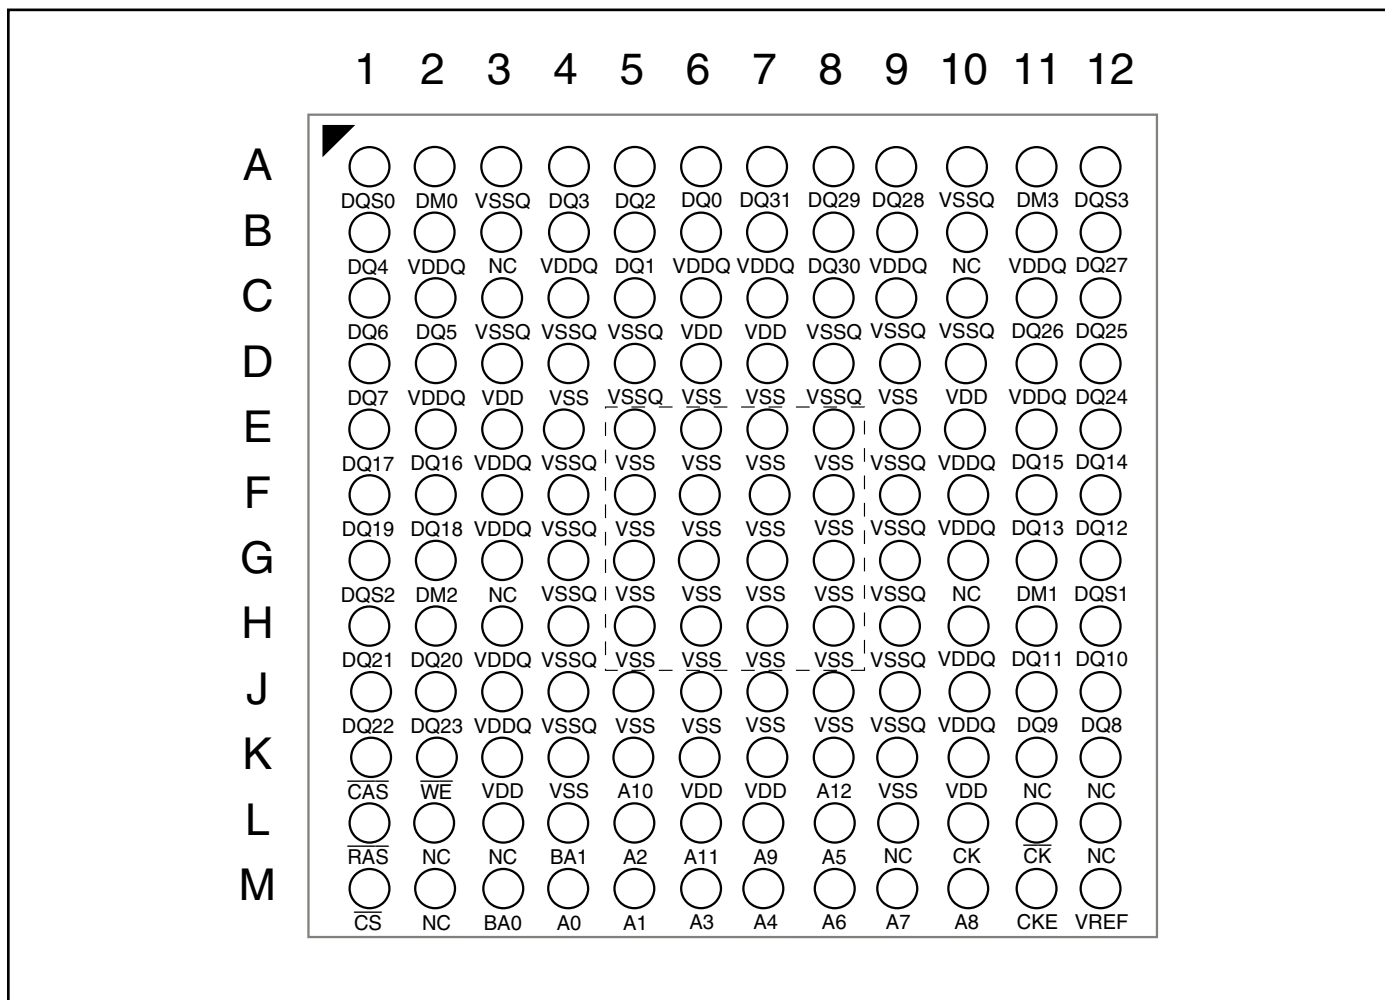 1 2 3 4 5 6 7 8 9 10 11 12
A
DQS0 DM0 VSSQ DQ3 DQ2 DQ0 DQ31 DQ29 DQ28 VSSQ DM3 DQS3
B
DQ4 VDDQ NC VDDQ DQ1 VDDQ VDDQ DQ30 VDDQ NC VDDQ DQ27
C
DQ6 DQ5 VSSQ VSSQ VSSQ VDD VDD VSSQ VSSQ VSSQ DQ26 DQ25
D
DQ7 VDDQ VDD VSS VSSQ VSS VSS VSSQ VSS VDD VDDQ DQ24
E
DQ17 DQ16 VDDQ VSSQ VSS VSS VSS VSS VSSQ VDDQ DQ15 DQ14
F
DQ19 DQ18 VDDQ VSSQ VSS VSS VSS VSS VSSQ VDDQ DQ13 DQ12
G
DQS2 DM2 NC VSSQ VSS VSS VSS VSS VSSQ NC DM1 DQS1
H
DQ21 DQ20 VDDQ VSSQ VSS VSS VSS VSS VSSQ VDDQ DQ11 DQ10
J
DQ22 DQ23 VDDQ VSSQ VSS VSS VSS VSS VSSQ VDDQ DQ9 DQ8
K
C̅A̅S̅ W̅E̅ VDD VSS A10 VDD VDD A12 VSS VDD NC NC
L
R̅A̅S̅ NC NC BA1 A2 A11 A9 A5 NC CK C̅K̅ NC
M
C̅S̅ NC BA0 A0 A1 A3 A4 A6 A7 A8 CKE VREF